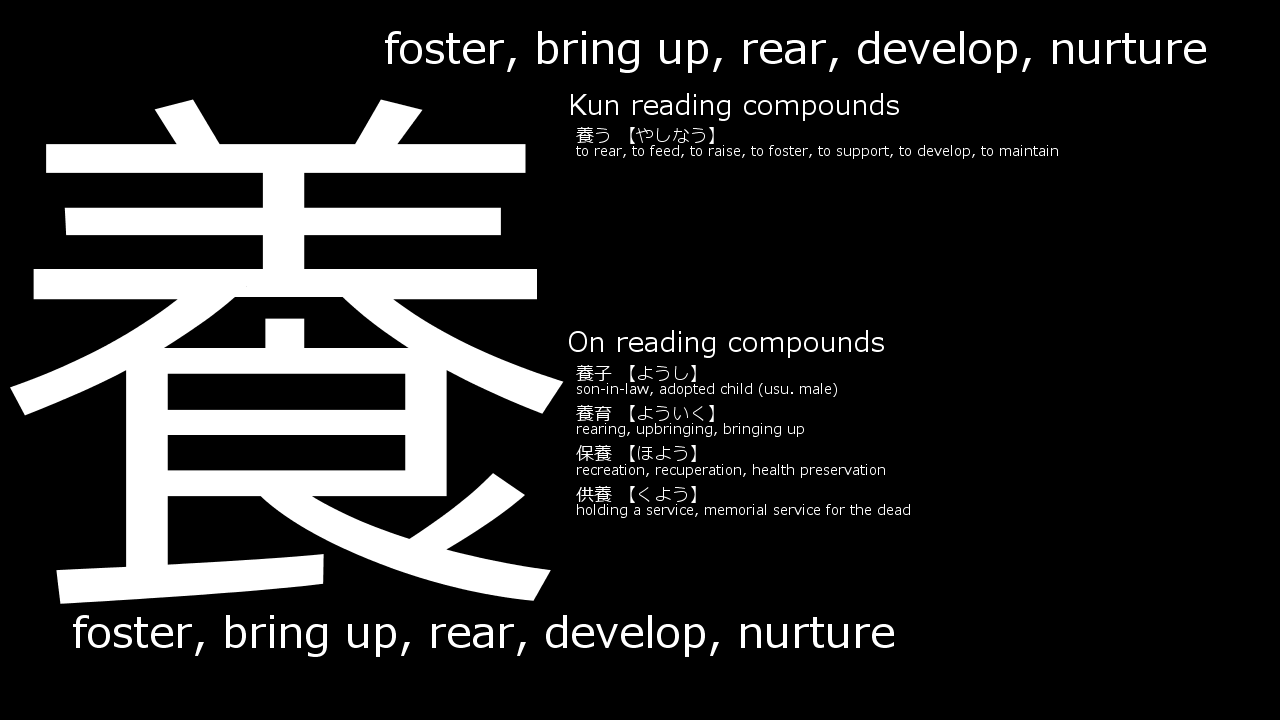 foster, bring up, rear, develop, nurture
養
Kun reading compounds
養う 【やしなう】
to rear, to feed, to raise, to foster, to support, to develop, to maintain
On reading compounds
養子 【ようし】
son-in-law, adopted child (usu. male)
養育 【よういく】
rearing, upbringing, bringing up
保養 【ほよう】
recreation, recuperation, health preservation
供養 【くよう】
holding a service, memorial service for the dead
foster, bring up, rear, develop, nurture